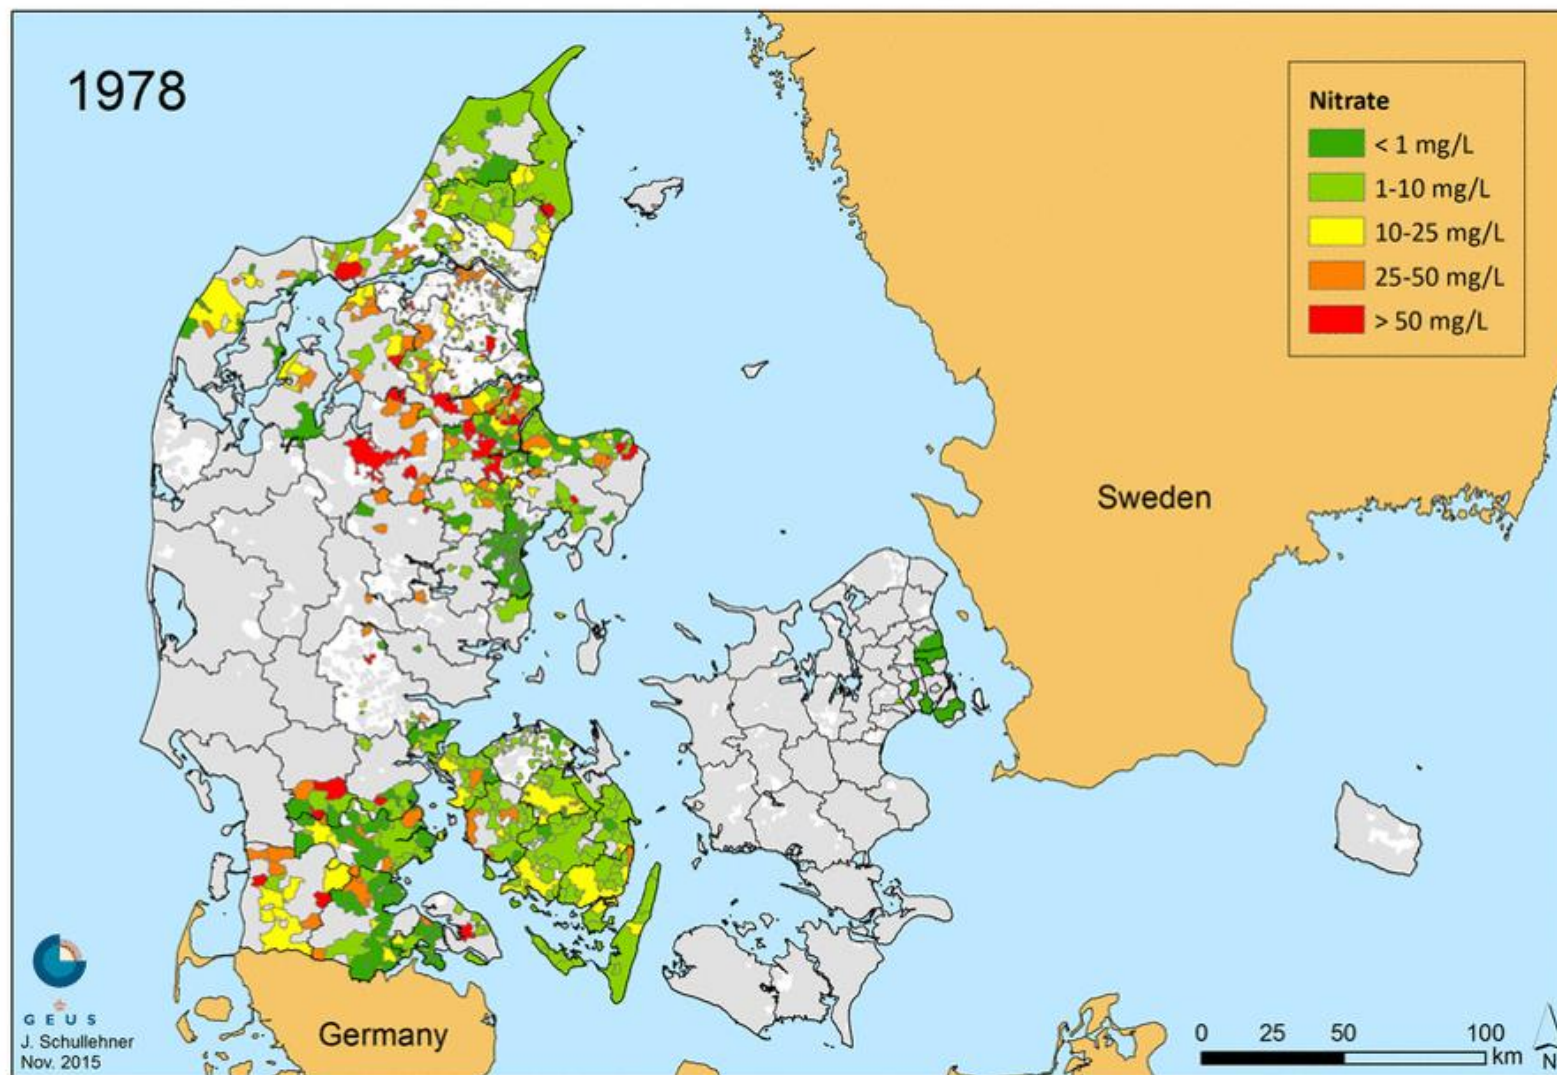 1978
Nitrate
< 1 mg/L
1-10 mg/L
10-25 mg/L
25-50 mg/L
> 50 mg/L
Sweden
Germany
G E U S
J. Schullehner
Nov. 2015
0 25 50 100
km
N